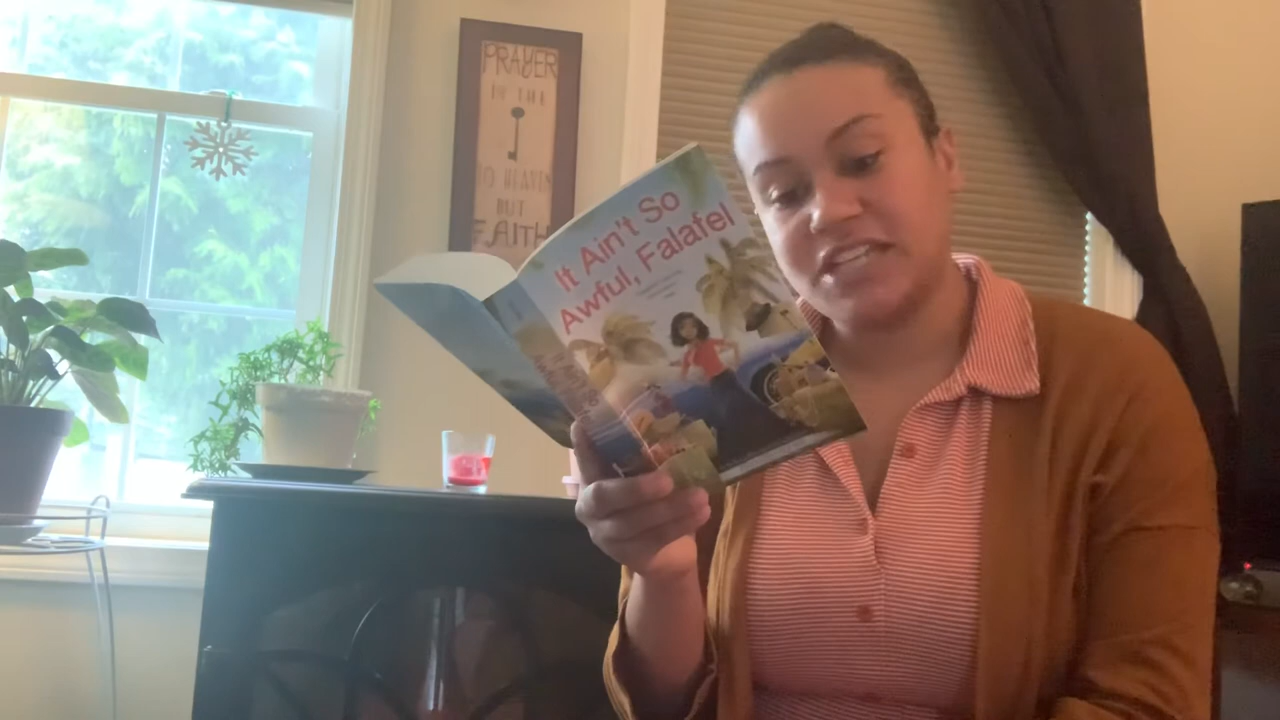 PRAYER
IS THE
TO HEAVEN
BUT
FAITH
It Ain't So
Awful, Falafel